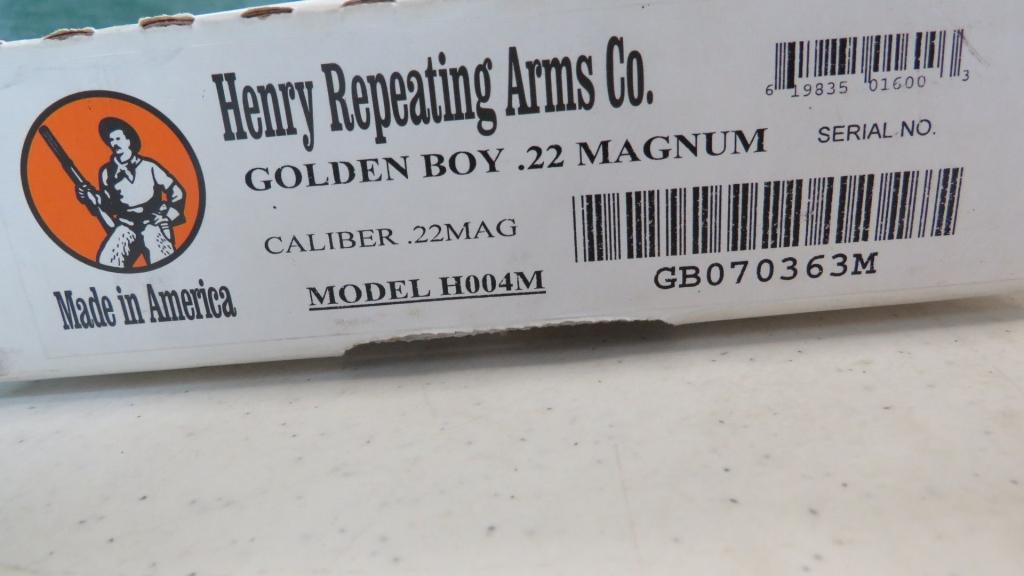 Henry Repeating Arms Co.
GOLDEN BOY .22 MAGNUM
CALIBER .22MAG
MODEL H004M
Made in America
6 19835 01600 3
SERIAL NO.
GB070363M